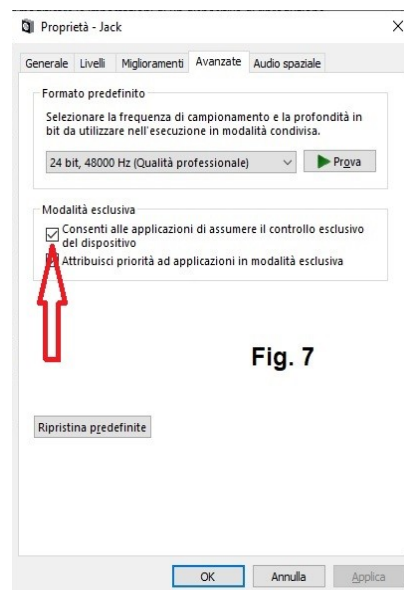 Proprietà - Jack
Generale Livelli Miglioramenti Avanzate Audio spaziale
Formato predefinito
Selezionare la frequenza di campionamento e la profondità in
bit da utilizzare nell'esecuzione in modalità condivisa.
24 bit, 48000 Hz (Qualità professionale) Prova
Modalità esclusiva
Consenti alle applicazioni di assumere il controllo esclusivo
del dispositivo
Attribuisci priorità ad applicazioni in modalità esclusiva
Fig. 7
Ripristina predefinite
OK Annulla Applica